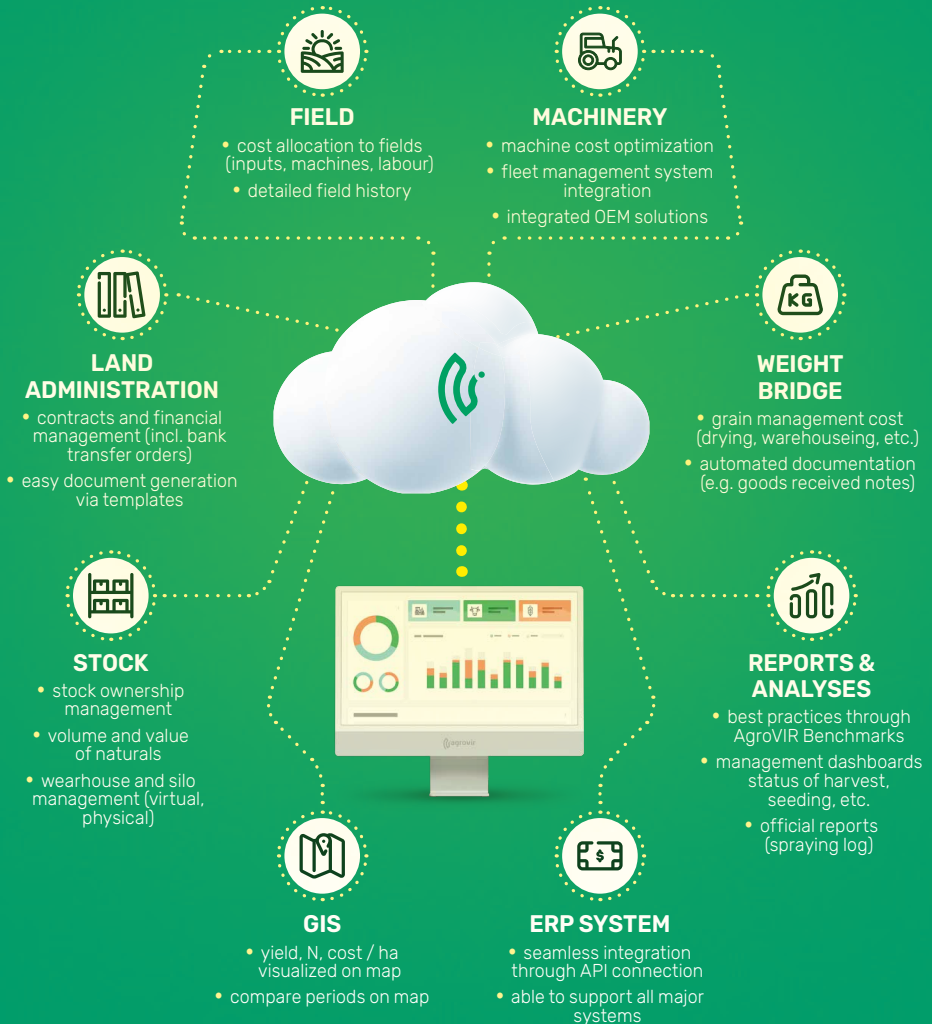 FIELD
• cost allocation to fields
(inputs, machines, labour)
• detailed field history
MACHINERY
• machine cost optimization
• fleet management system
integration
• integrated OEM solutions
LAND
ADMINISTRATION
• contracts and financial
management (incl. bank
transfer orders)
• easy document generation
via templates
KG
WEIGHT
BRIDGE
• grain management cost
(drying, warehouseing, etc.)
• automated documentation
(e.g. goods received notes)
STOCK
• stock ownership
management
• volume and value
of naturals
• wearhouse and silo
management (virtual,
physical)
agrovir
REPORTS &
ANALYSES
• best practices through
AgroVIR Benchmarks
• management dashboards
status of harvest,
seeding, etc.
• official reports
(spraying log)
GIS
• yield, N, cost / ha
visualized on map
• compare periods on map
$
ERP SYSTEM
• seamless integration
through API connection
• able to support all major
systems